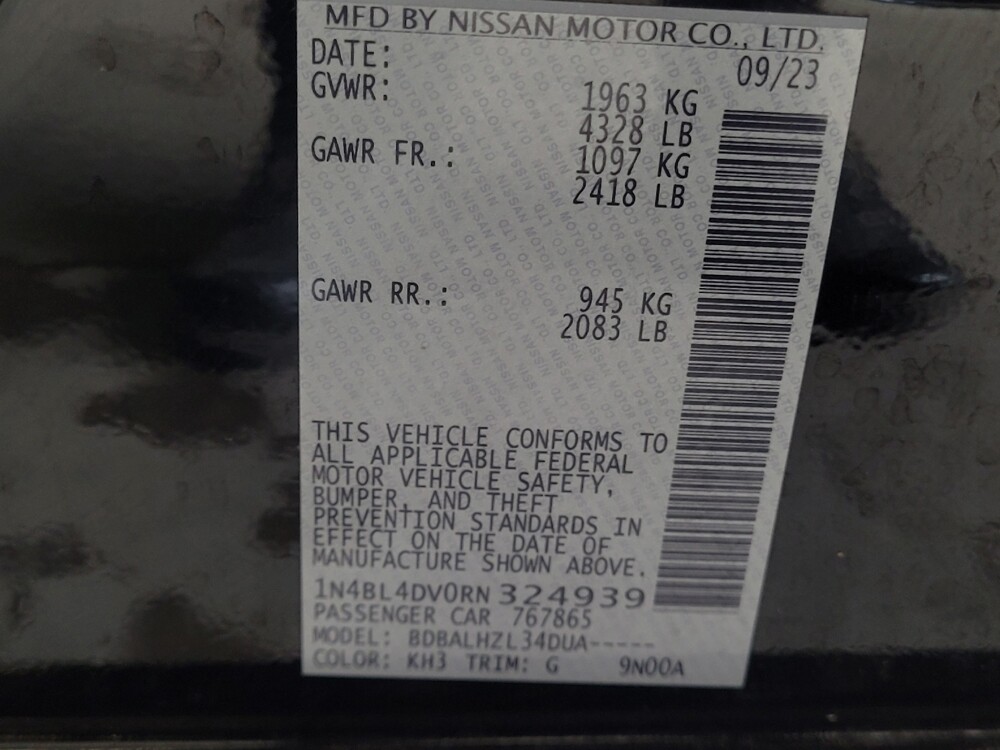 MFD BY NISSAN MOTOR CO., LTD.
DATE: 09/23
GVWR: 1963 KG
4328 LB
GAWR FR.: 1097 KG
2418 LB
GAWR RR.: 945 KG
2083 LB
THIS VEHICLE CONFORMS TO
ALL APPLICABLE FEDERAL
MOTOR VEHICLE SAFETY,
BUMPER, AND THEFT
PREVENTION STANDARDS IN
EFFECT ON THE DATE OF
MANUFACTURE SHOWN ABOVE.
1N4BL4DV0RN 324939
PASSENGER CAR 767865
MODEL: BDBALHZL34DUA-----
COLOR: KH3 TRIM: G 9N00A